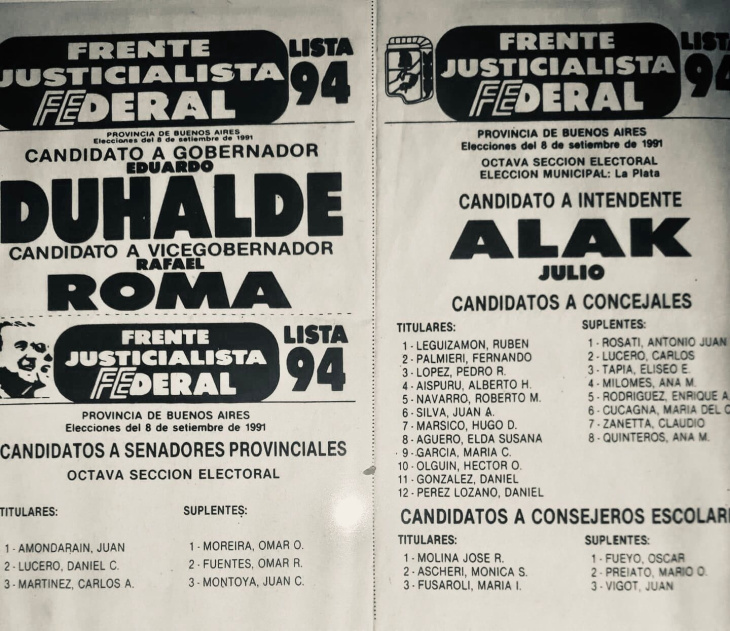 FRENTE
JUSTICIALISTA
FEDERAL
LISTA
94
PROVINCIA DE BUENOS AIRES
Elecciones del 8 de setiembre de 1991
CANDIDATO A GOBERNADOR
EDUARDO
DUHALDE
CANDIDATO A VICEGOBERNADOR
RAFAEL
ROMA
FRENTE
JUSTICIALISTA
FEDERAL
LISTA
94
PROVINCIA DE BUENOS AIRES
Elecciones del 8 de setiembre de 1991
CANDIDATOS A SENADORES PROVINCIALES
OCTAVA SECCION ELECTORAL
TITULARES:
1 - AMONDARAIN, JUAN
2 - LUCERO, DANIEL C.
3 - MARTINEZ, CARLOS A.
SUPLENTES:
1 - MOREIRA, OMAR O.
2 - FUENTES, OMAR R.
3 - MONTOYA, JUAN C.
FRENTE
JUSTICIALISTA
FEDERAL
LISTA
94
PROVINCIA DE BUENOS AIRES
Elecciones del 8 de setiembre de 1991
OCTAVA SECCION ELECTORAL
ELECCION MUNICIPAL: La Plata
CANDIDATO A INTENDENTE
ALAK
JULIO
CANDIDATOS A CONCEJALES
TITULARES:
1 - LEGUIZAMON, RUBEN
2 - PALMIERI, FERNANDO
3 - LOPEZ, PEDRO R.
4 - AISPURU, ALBERTO H.
5 - NAVARRO, ROBERTO M.
6 - SILVA, JUAN A.
7 - MARSICO, HUGO D.
8 - AGUERO, ELDA SUSANA
9 - GARCIA, MARIA C.
10 - OLGUIN, HECTOR O.
11 - GONZALEZ, DANIEL
12 - PEREZ LOZANO, DANIEL
SUPLENTES:
1 - ROSATI, ANTONIO JUAN
2 - LUCERO, CARLOS
3 - TAPIA, ELISEO E.
4 - MILOMES, ANA M.
5 - RODRIGUEZ, ENRIQUE A.
6 - CUCAGNA, MARIA DEL C
7 - ZANETTA, CLAUDIO
8 - QUINTEROS, ANA M.
CANDIDATOS A CONSEJEROS ESCOLARE
TITULARES:
1 - MOLINA JOSE R.
2 - ASCHERI, MONICA S.
3 - FUSAROLI, MARIA I.
SUPLENTES:
1 - FUEYO, OSCAR
2 - PREIATO, MARIO O.
3 - VIGOT, JUAN